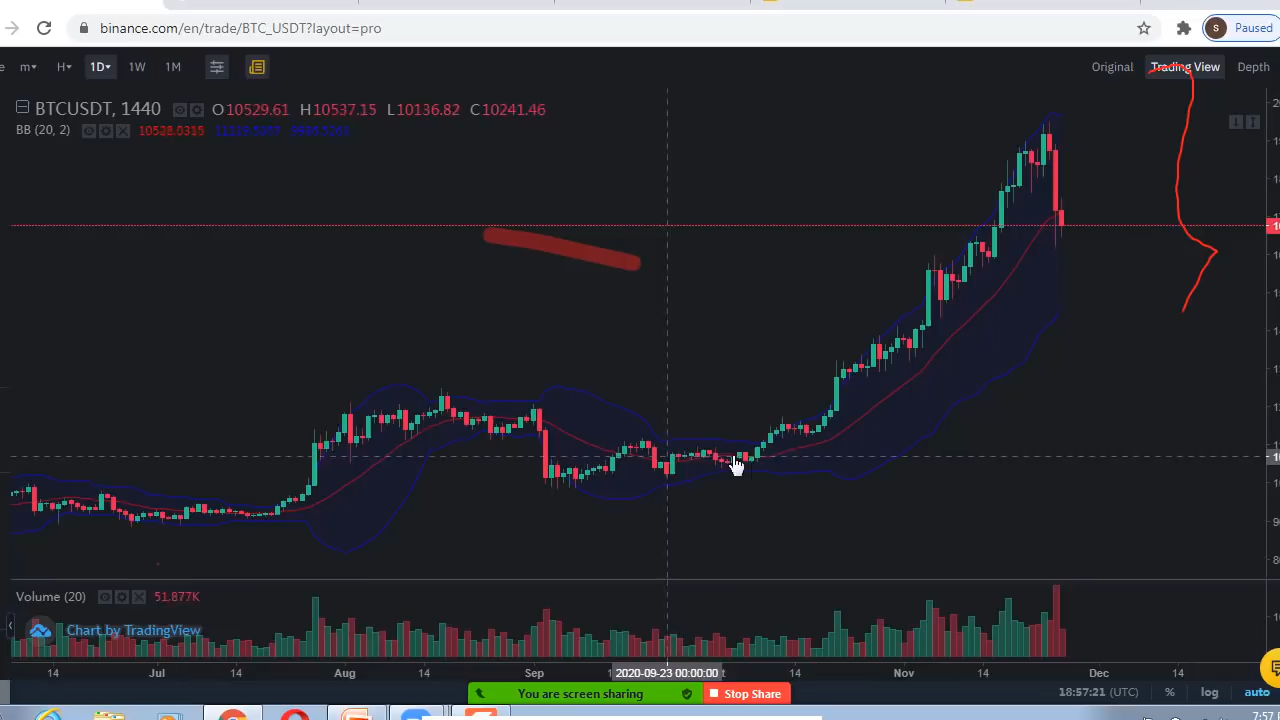 binance.com/en/trade/BTC_USDT?layout=pro
S Paused
m H 1D 1W 1M
Original Trading View Depth
BTCUSDT, 1440 O10529.61 H10537.15 L10136.82 C10241.46
BB (20, 2) 10528.0315
Volume (20) 51.877K
Chart by TradingView
14 Jul 14 Aug 14 Sep 2020-09-23 00:00:00 14 Nov 14 Dec 14
You are screen sharing Stop Share
18:57:21 (UTC) % log auto